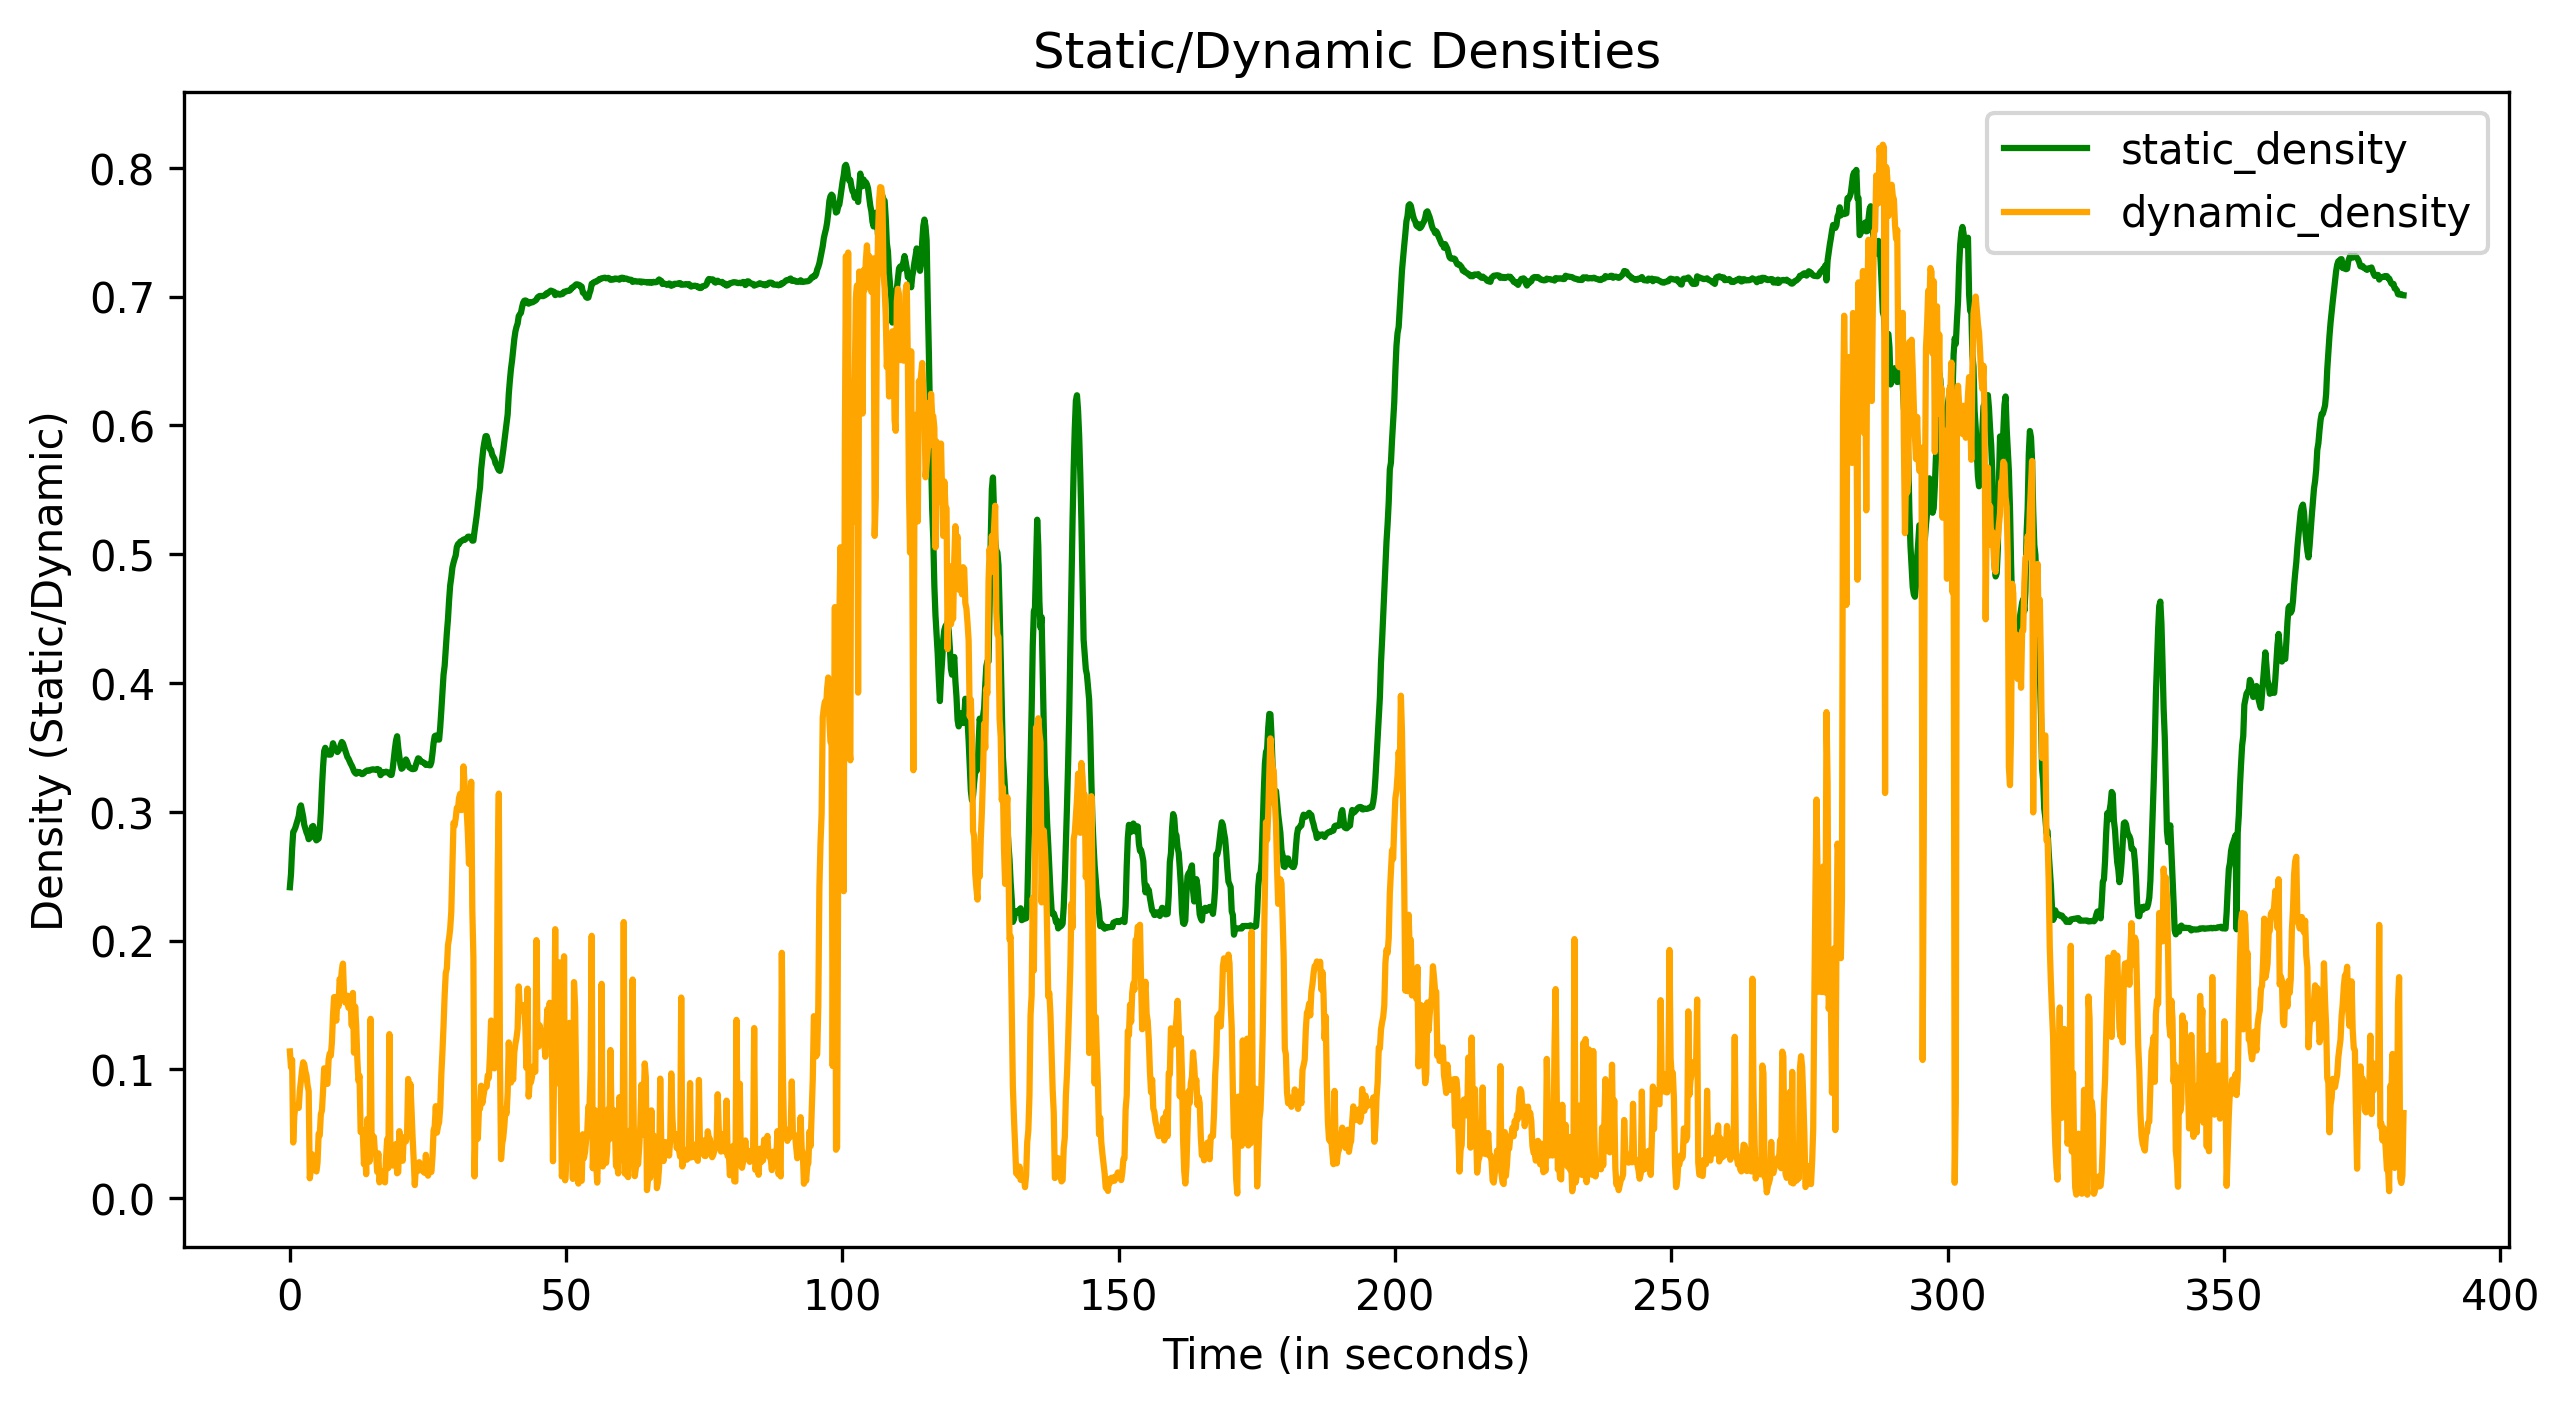 Static/Dynamic Densities
static_density
dynamic_density
Density (Static/Dynamic)
0.8
0.7
0.6
0.5
0.4
0.3
0.2
0.1
0.0
0 50 100 150 200 250 300 350 400
Time (in seconds)